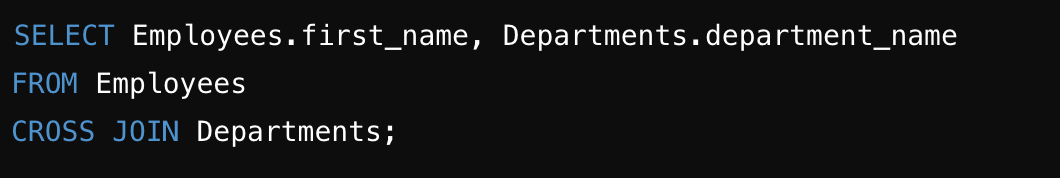 SELECT Employees.first_name, Departments.department_name
FROM Employees
CROSS JOIN Departments;